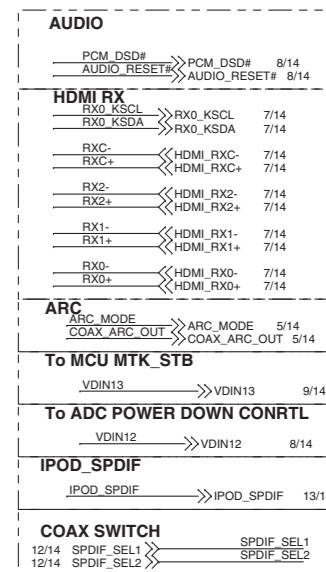 AUDIO
PCM_DSD# PCM_DSD# 8/14
AUDIO_RESET# AUDIO_RESET# 8/14
HDMI RX
RX0_KSCL RX0_KSCL 7/14
RX0_KSDA RX0_KSDA 7/14
RXC- HDMI_RXC- 7/14
RXC+ HDMI_RXC+ 7/14
RX2- HDMI_RX2- 7/14
RX2+ HDMI_RX2+ 7/14
RX1- HDMI_RX1- 7/14
RX1+ HDMI_RX1+ 7/14
RX0- HDMI_RX0- 7/14
RX0+ HDMI_RX0+ 7/14
ARC
ARC_MODE ARC_MODE 5/14
COAX_ARC_OUT COAX_ARC_OUT 5/14
To MCU MTK_STB
VDIN13 VDIN13 9/14
To ADC POWER DOWN CONRTL
VDIN12 VDIN12 8/14
IPOD_SPDIF
IPOD_SPDIF IPOD_SPDIF 13/1
COAX SWITCH
12/14 SPDIF_SEL1 SPDIF_SEL1
12/14 SPDIF_SEL2 SPDIF_SEL2